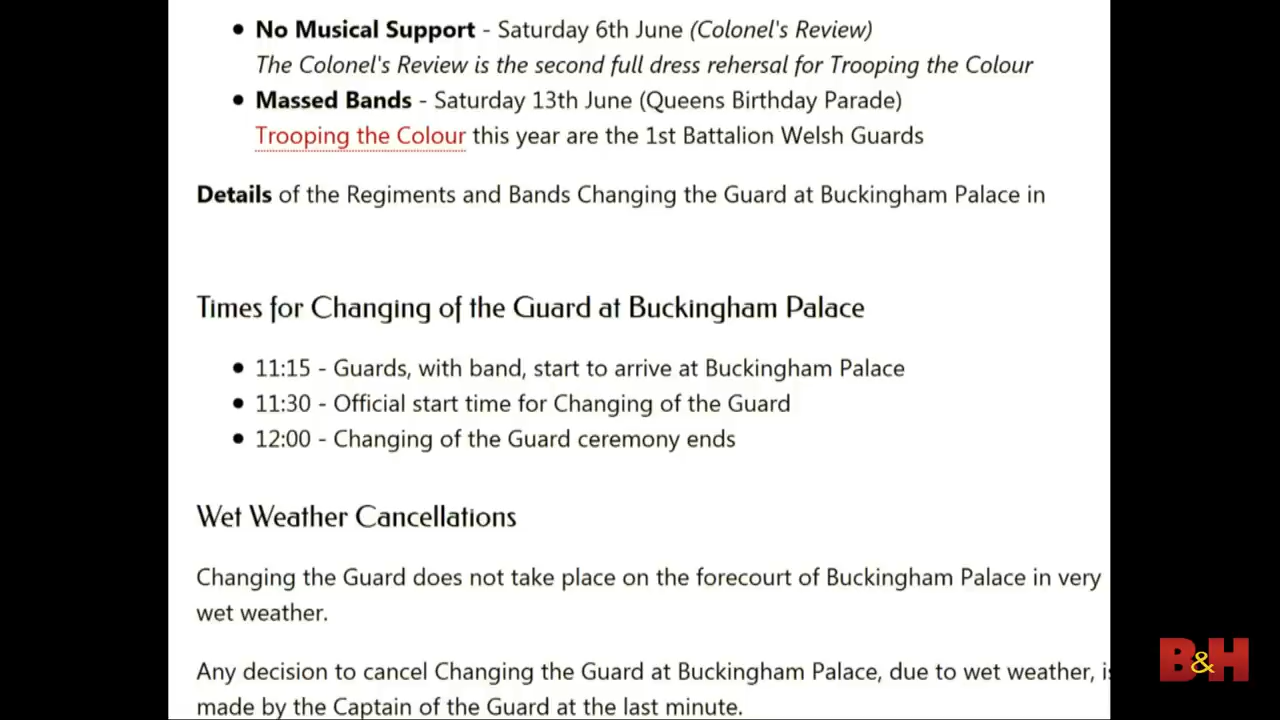 • No Musical Support - Saturday 6th June (Colonel's Review)
The Colonel's Review is the second full dress rehersal for Trooping the Colour
• Massed Bands - Saturday 13th June (Queens Birthday Parade)
Trooping the Colour this year are the 1st Battalion Welsh Guards
Details of the Regiments and Bands Changing the Guard at Buckingham Palace in
Times for Changing of the Guard at Buckingham Palace
• 11:15 - Guards, with band, start to arrive at Buckingham Palace
• 11:30 - Official start time for Changing of the Guard
• 12:00 - Changing of the Guard ceremony ends
Wet Weather Cancellations
Changing the Guard does not take place on the forecourt of Buckingham Palace in very
wet weather.
Any decision to cancel Changing the Guard at Buckingham Palace, due to wet weather, is
made by the Captain of the Guard at the last minute.
B&H